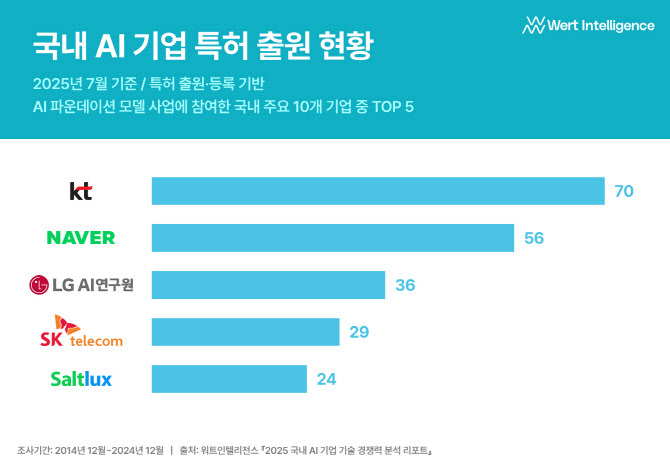 국내 AI 기업 특허 출원 현황
Wert Intelligence
2025년 7월 기준 / 특허 출원·등록 기반
AI 파운데이션 모델 사업에 참여한 국내 주요 10개 기업 중 TOP 5
kt 70
NAVER 56
LG AI연구원 36
SK telecom 29
Saltlux 24
조사기간: 2014년 12월~2024년 12월 | 출처: 워트인텔리전스 『2025 국내 AI 기업 기술 경쟁력 분석 리포트』